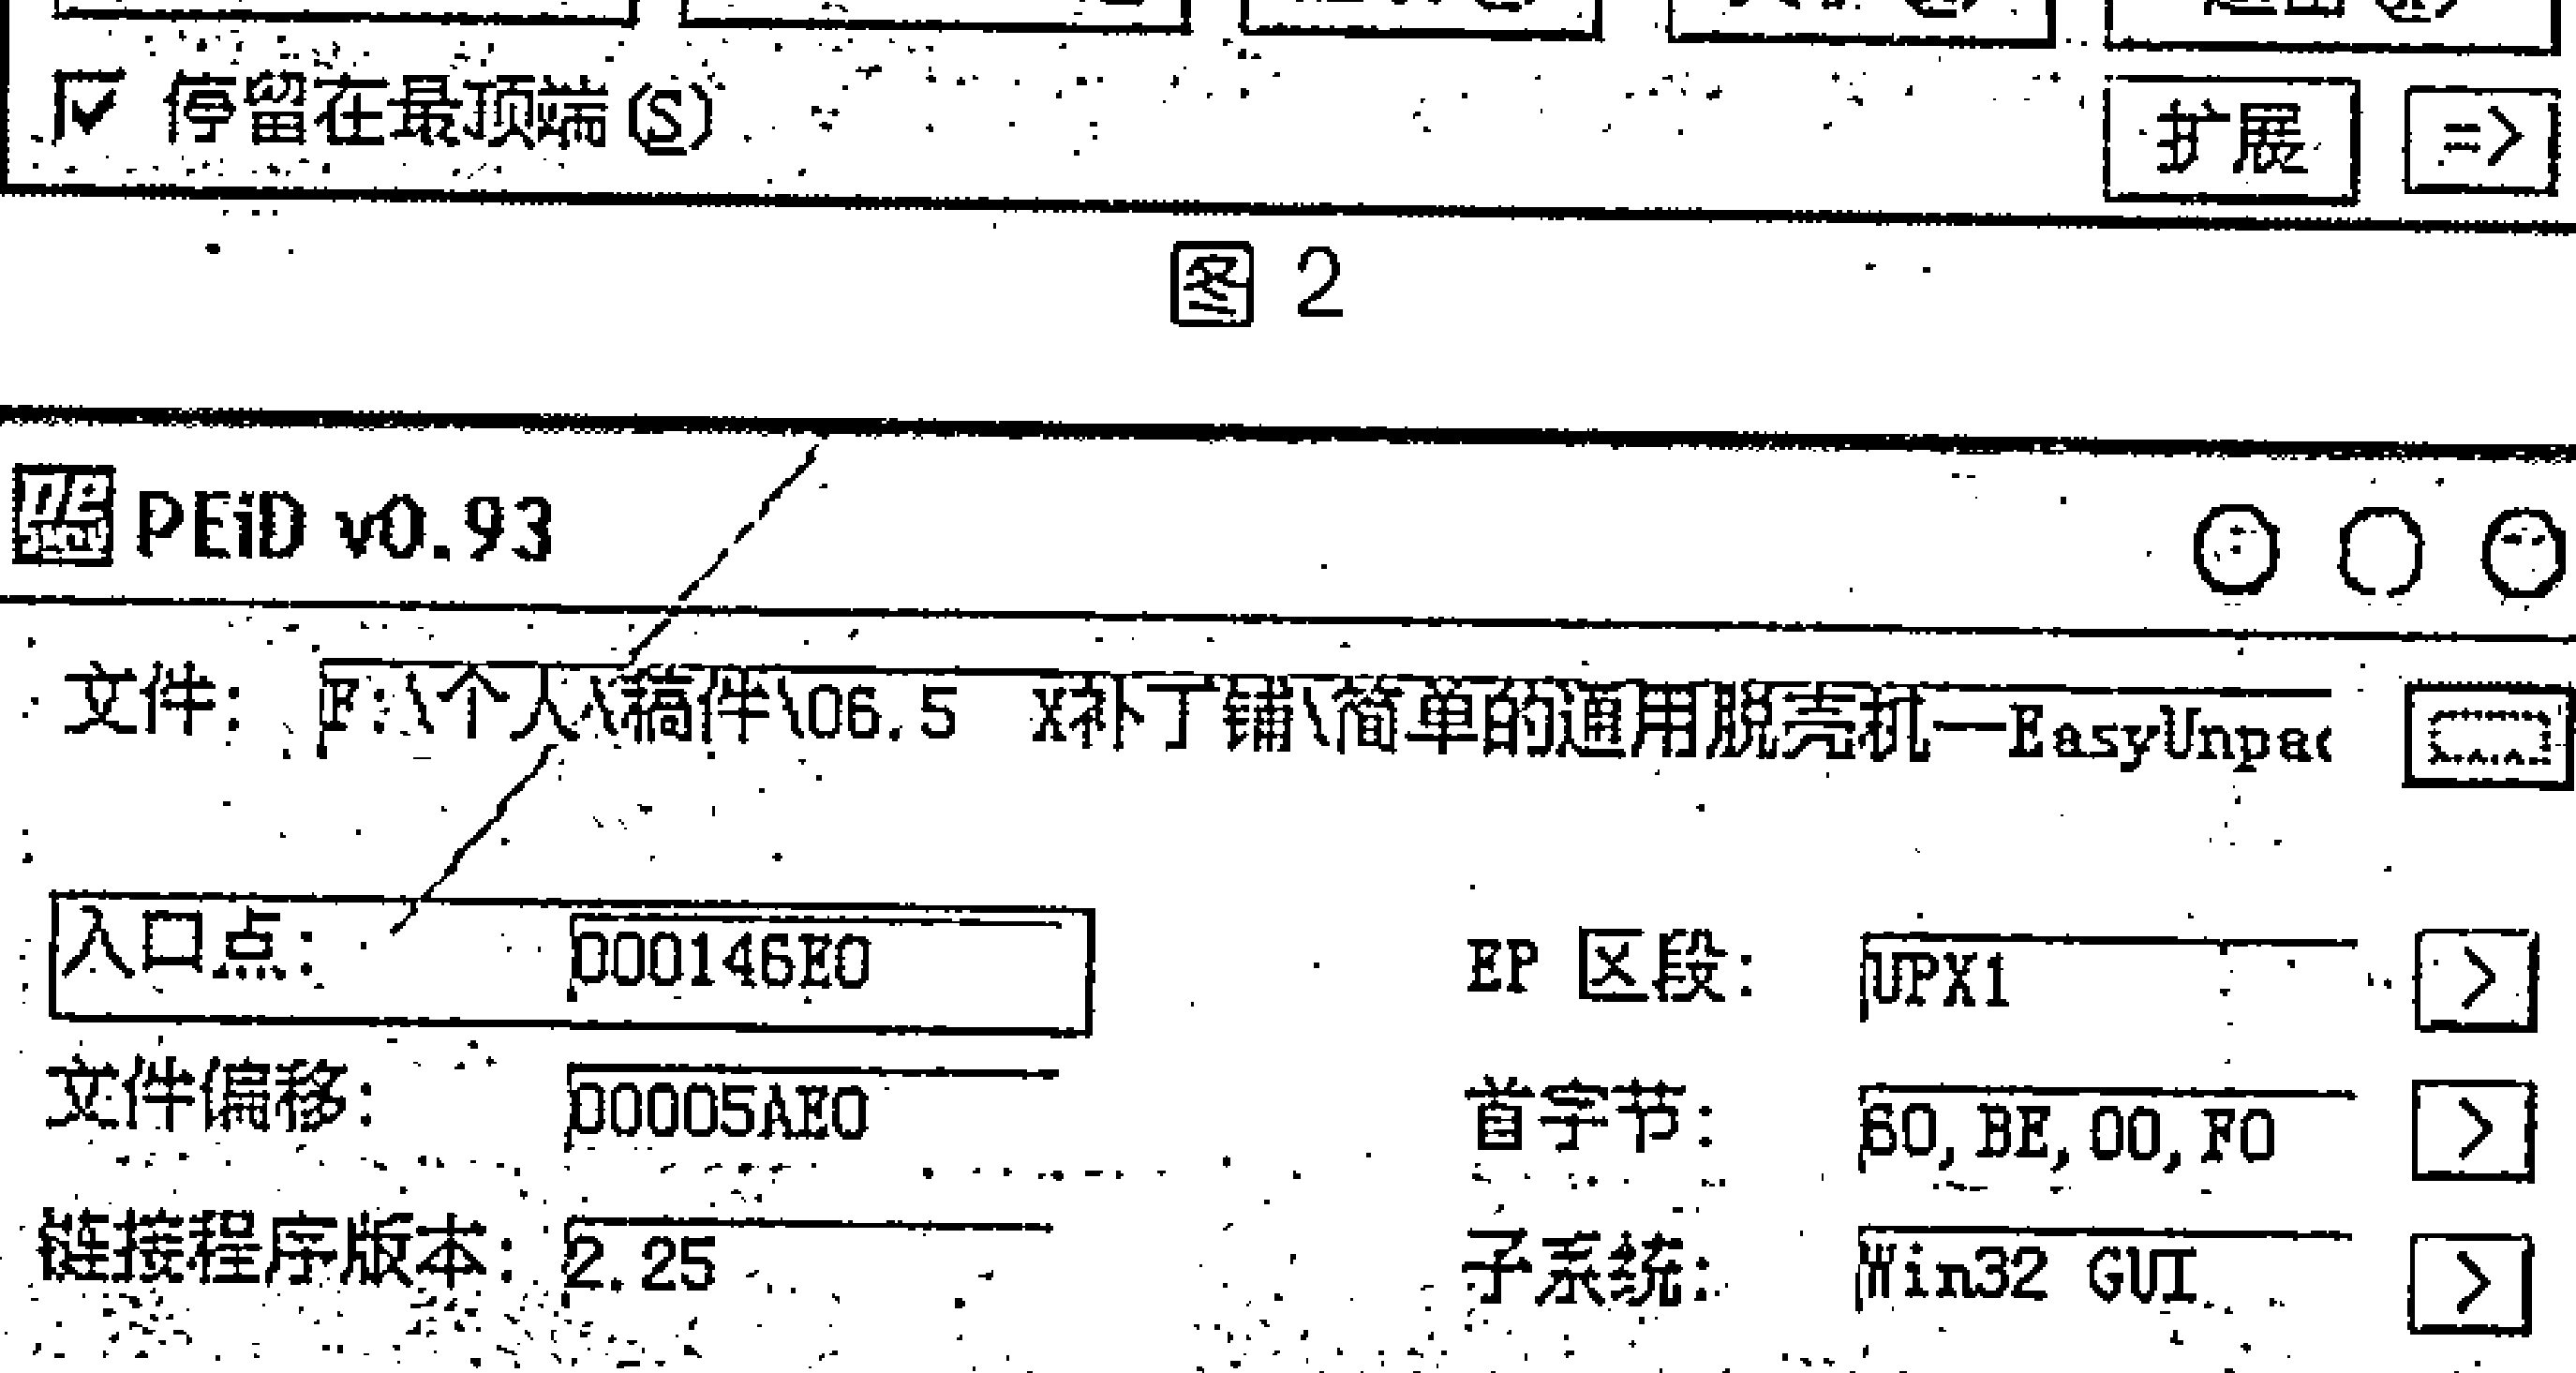 停留在最顶端(S)
扩展 =>
图 2
PEiD v0.93
文件: F:\个人\稿件\06.5 X补丁铺\简单的通用脱壳机—EasyUnpac
入口点: 000146E0 EP 区段: UPX1 >
文件偏移: 00005AE0 首字节: 60,BE,00,F0 >
链接程序版本: 2.25 子系统: Win32 GUI >